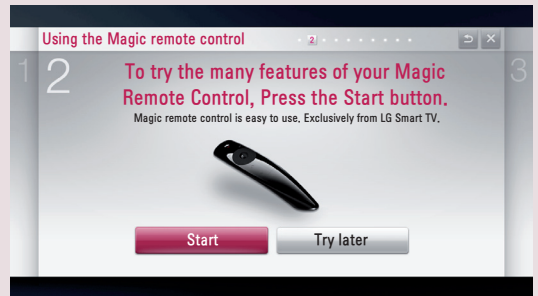 Using the Magic remote control
2
1
2
3
To try the many features of your Magic
Remote Control, Press the Start button.
Magic remote control is easy to use, Exclusively from LG Smart TV.
Start
Try later